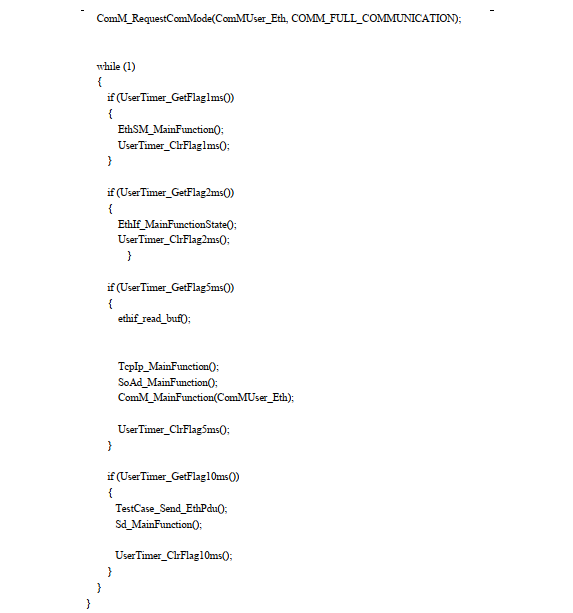 ComM_RequestComMode(ComMUser_Eth, COMM_FULL_COMMUNICATION);
while (1)
{
if (UserTimer_GetFlag1ms())
{
EthSM_MainFunction();
UserTimer_ClrFlag1ms();
}
if (UserTimer_GetFlag2ms())
{
EthIf_MainFunctionState();
UserTimer_ClrFlag2ms();
}
if (UserTimer_GetFlag5ms())
{
ethif_read_buf();
TcpIp_MainFunction();
SoAd_MainFunction();
ComM_MainFunction(ComMUser_Eth);
UserTimer_ClrFlag5ms();
}
if (UserTimer_GetFlag10ms())
{
TestCase_Send_EthPdu();
Sd_MainFunction();
UserTimer_ClrFlag10ms();
}
}
}